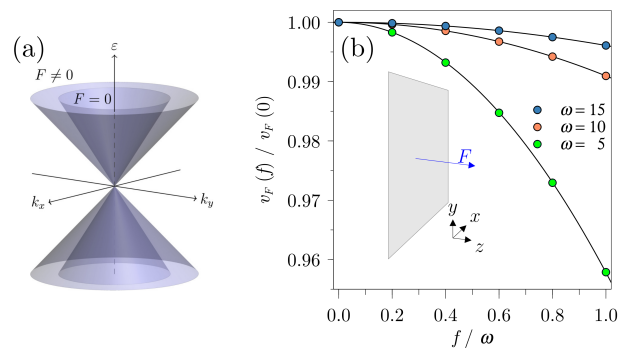 (a)
ε
F ≠ 0
F = 0
k_x
k_y
(b)
1.00
0.99
0.98
0.97
0.96
v_F (f) / v_F (0)
ω = 15
ω = 10
ω = 5
F
y
x
z
0.0 0.2 0.4 0.6 0.8 1.0
f / ω